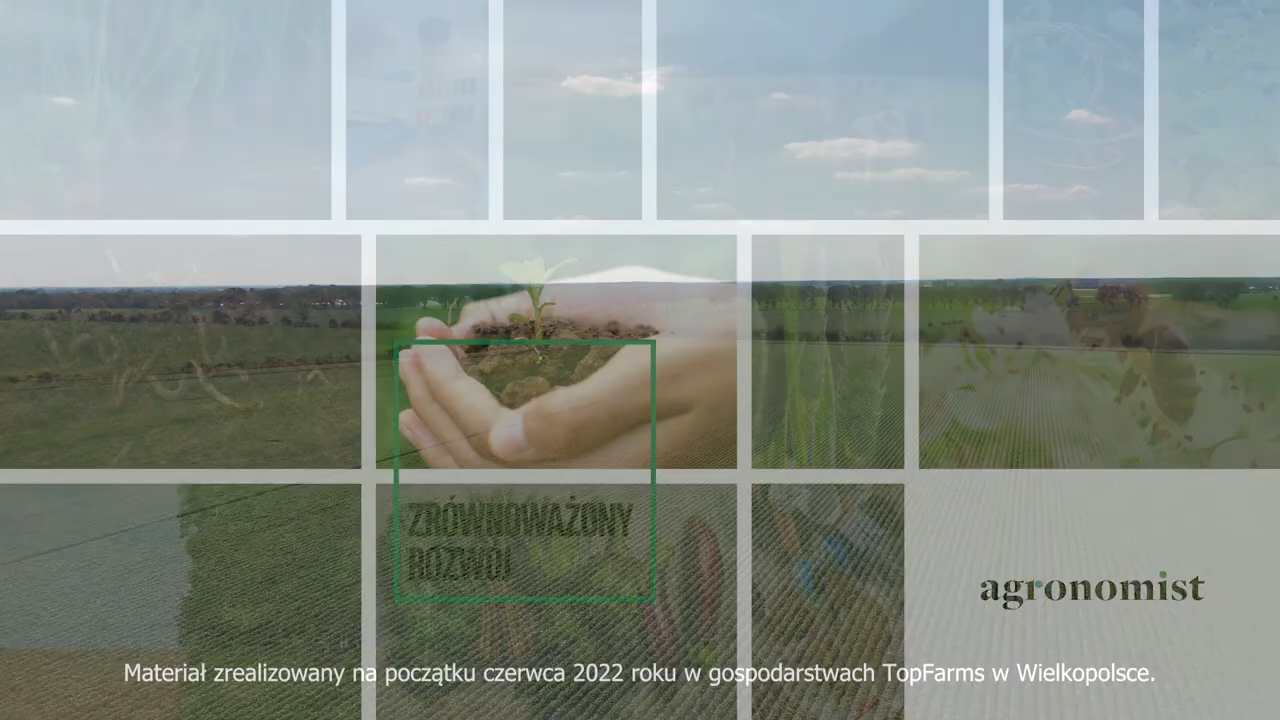 ZRÓWNOWAŻONY
ROZWÓJ
agronomist
Materiał zrealizowany na początku czerwca 2022 roku w gospodarstwach TopFarms w Wielkopolsce.